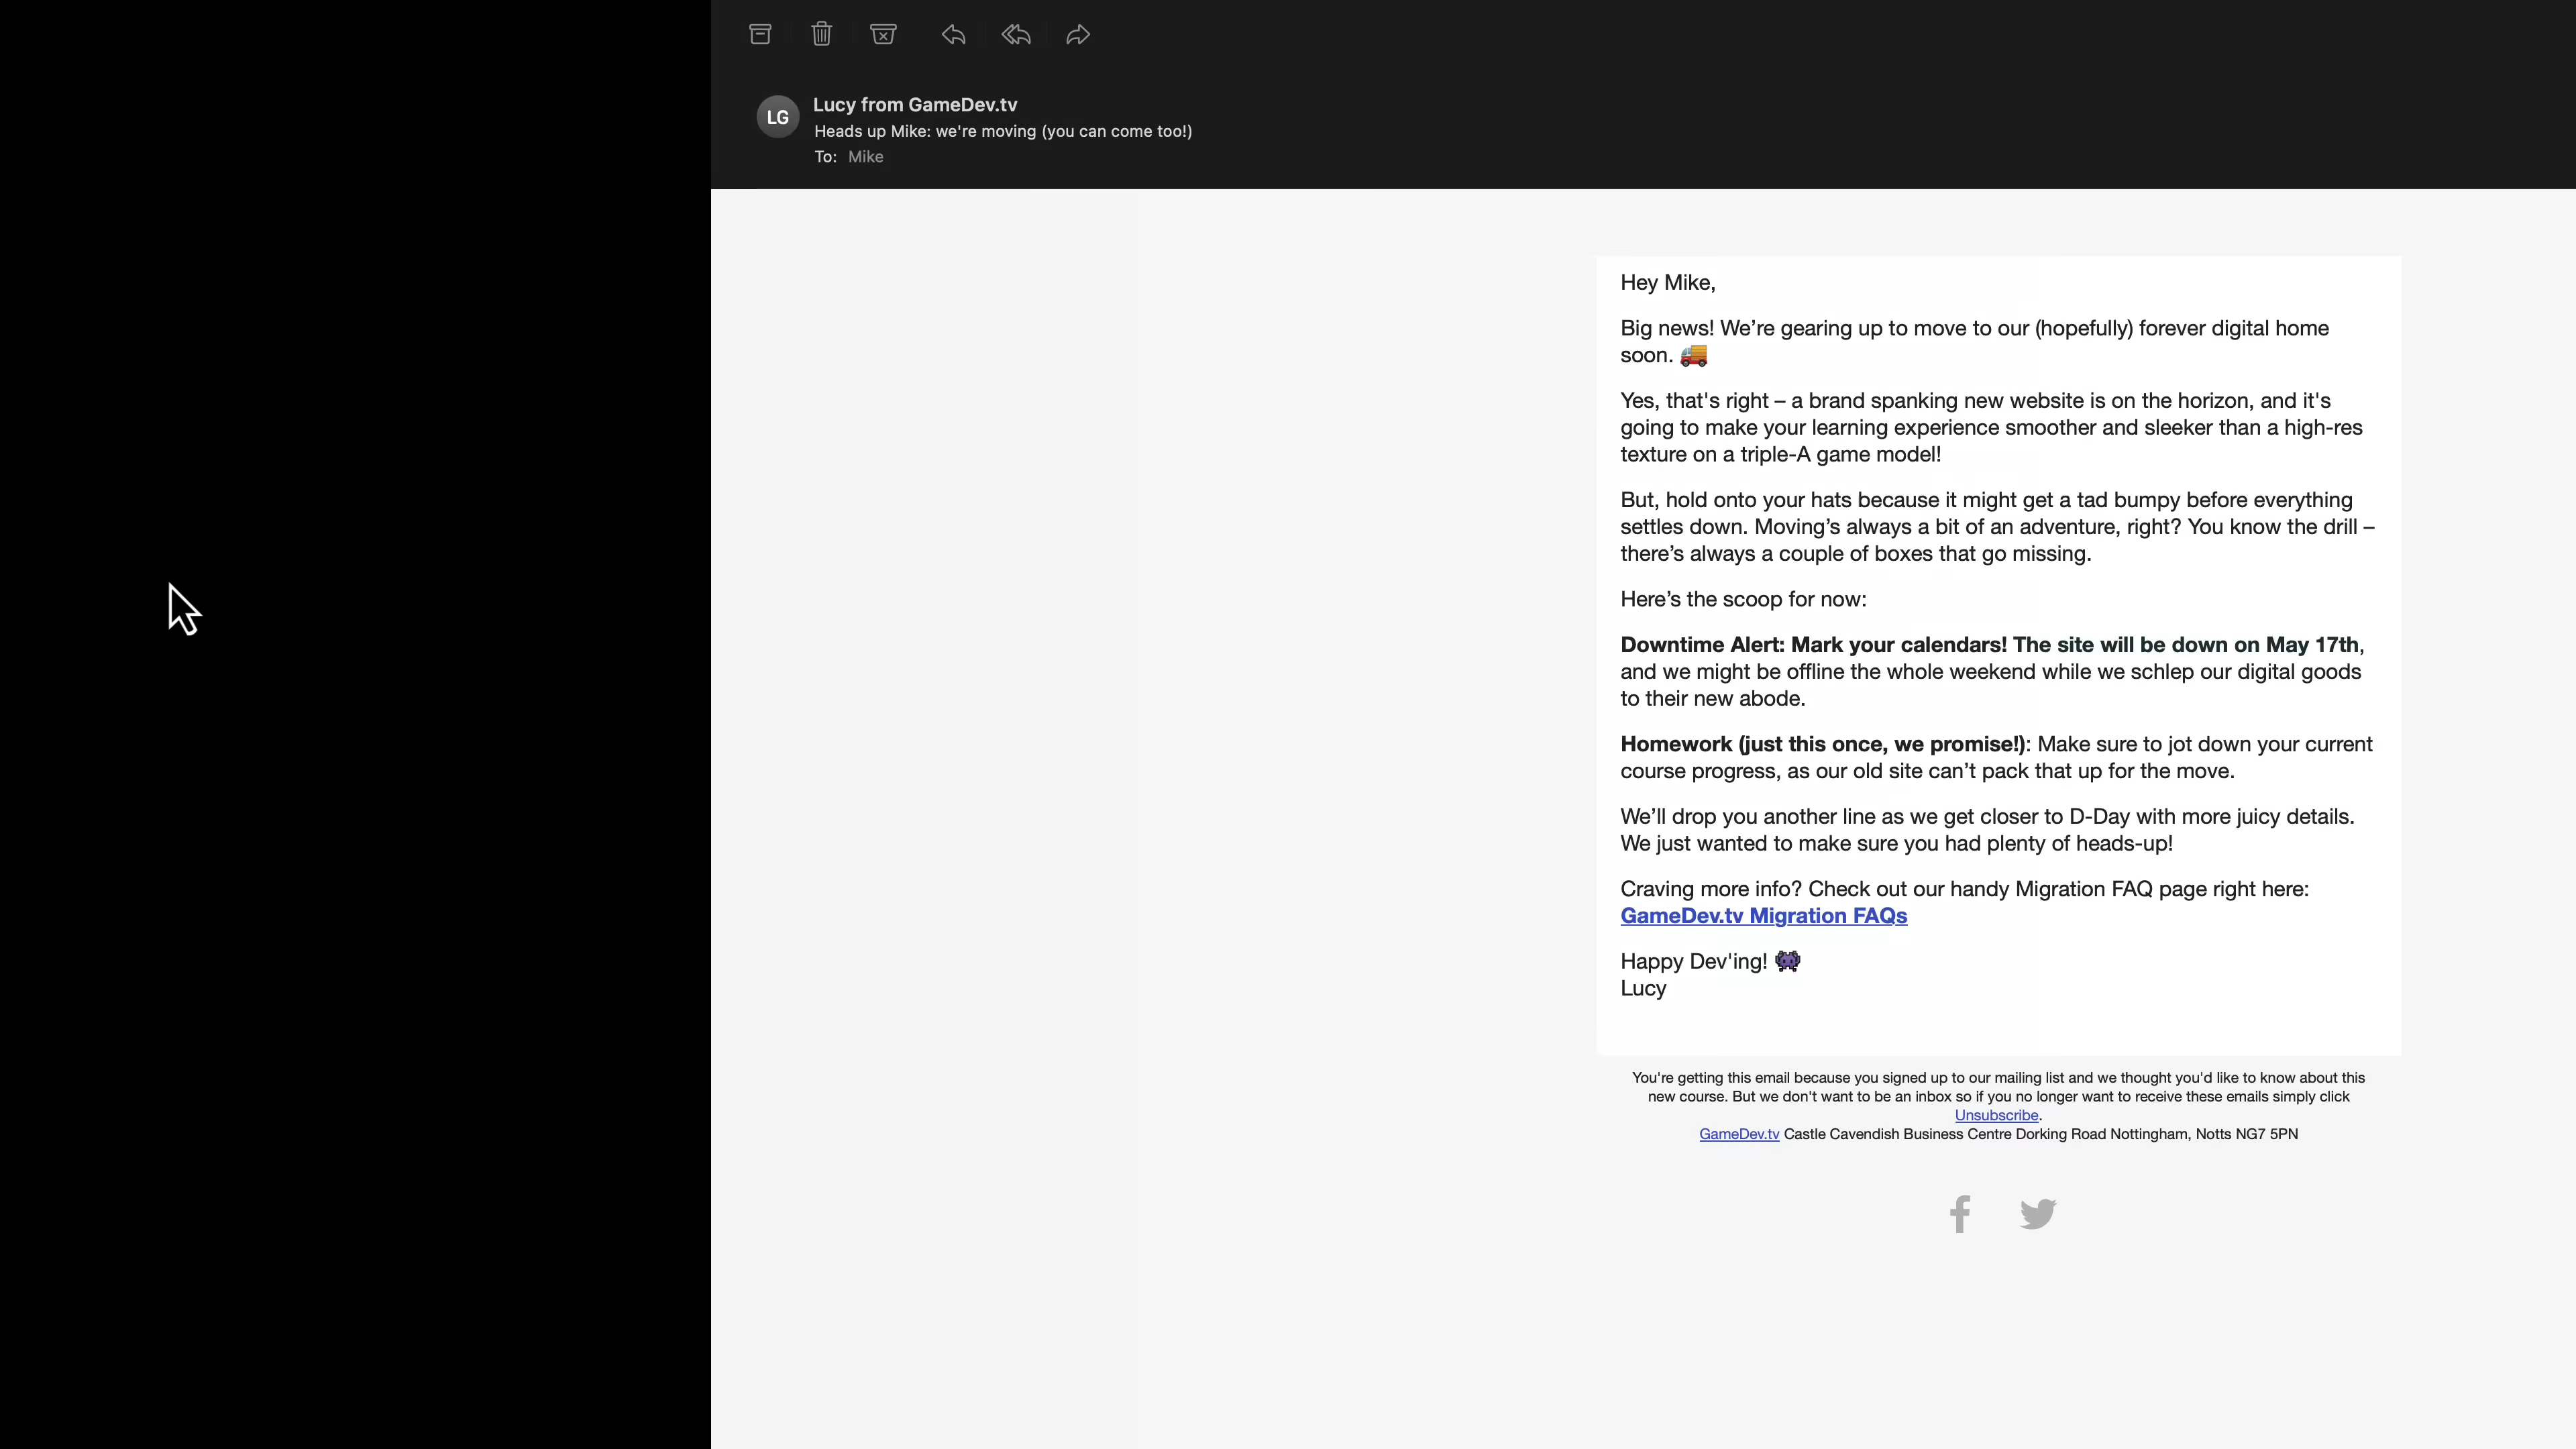 LG
Lucy from GameDev.tv
Heads up Mike: we're moving (you can come too!)
To: Mike
Hey Mike,
Big news! We’re gearing up to move to our (hopefully) forever digital home
soon. 🚚
Yes, that's right – a brand spanking new website is on the horizon, and it's
going to make your learning experience smoother and sleeker than a high-res
texture on a triple-A game model!
But, hold onto your hats because it might get a tad bumpy before everything
settles down. Moving’s always a bit of an adventure, right? You know the drill –
there’s always a couple of boxes that go missing.
Here’s the scoop for now:
Downtime Alert: Mark your calendars! The site will be down on May 17th,
and we might be offline the whole weekend while we schlep our digital goods
to their new abode.
Homework (just this once, we promise!): Make sure to jot down your current
course progress, as our old site can’t pack that up for the move.
We’ll drop you another line as we get closer to D-Day with more juicy details.
We just wanted to make sure you had plenty of heads-up!
Craving more info? Check out our handy Migration FAQ page right here:
GameDev.tv Migration FAQs
Happy Dev'ing! 👾
Lucy
You're getting this email because you signed up to our mailing list and we thought you'd like to know about this
new course. But we don't want to be an inbox so if you no longer want to receive these emails simply click
Unsubscribe.
GameDev.tv Castle Cavendish Business Centre Dorking Road Nottingham, Notts NG7 5PN